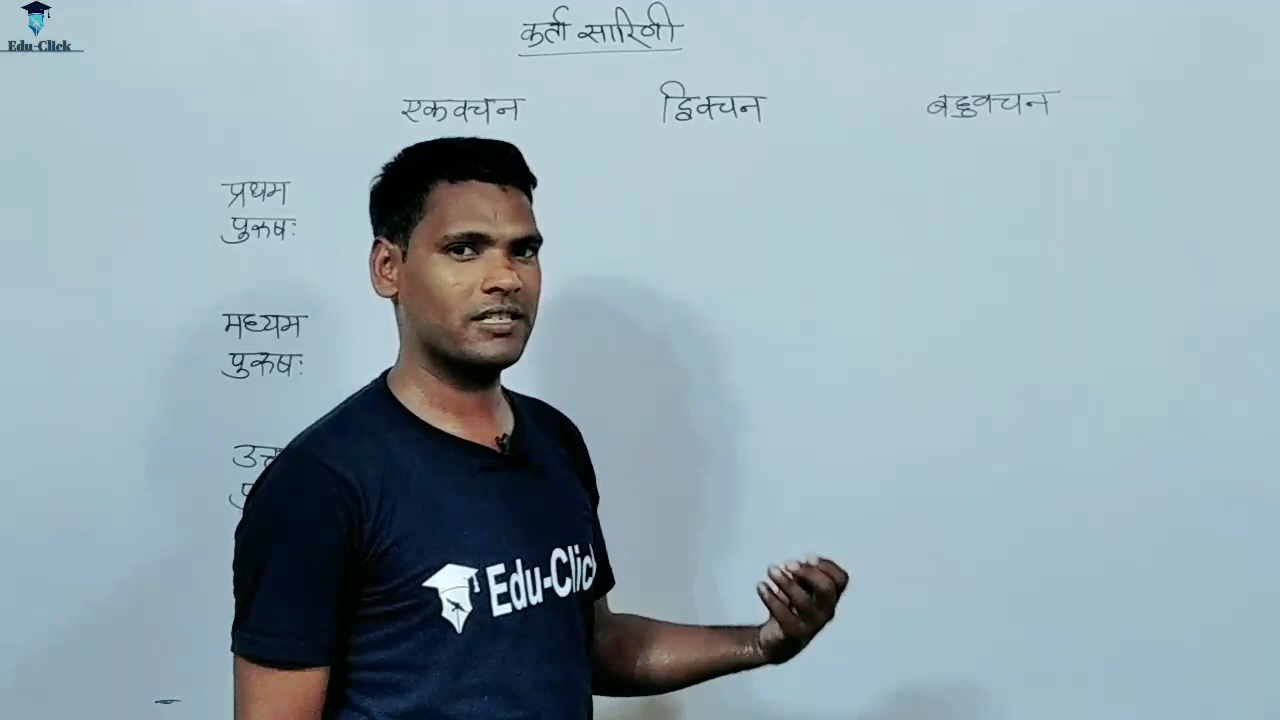 Edu-Click
कर्ता सारिणी
एकवचन द्विवचन बहुवचन
प्रथम
पुरुषः
मध्यम
पुरुषः
Edu-Click